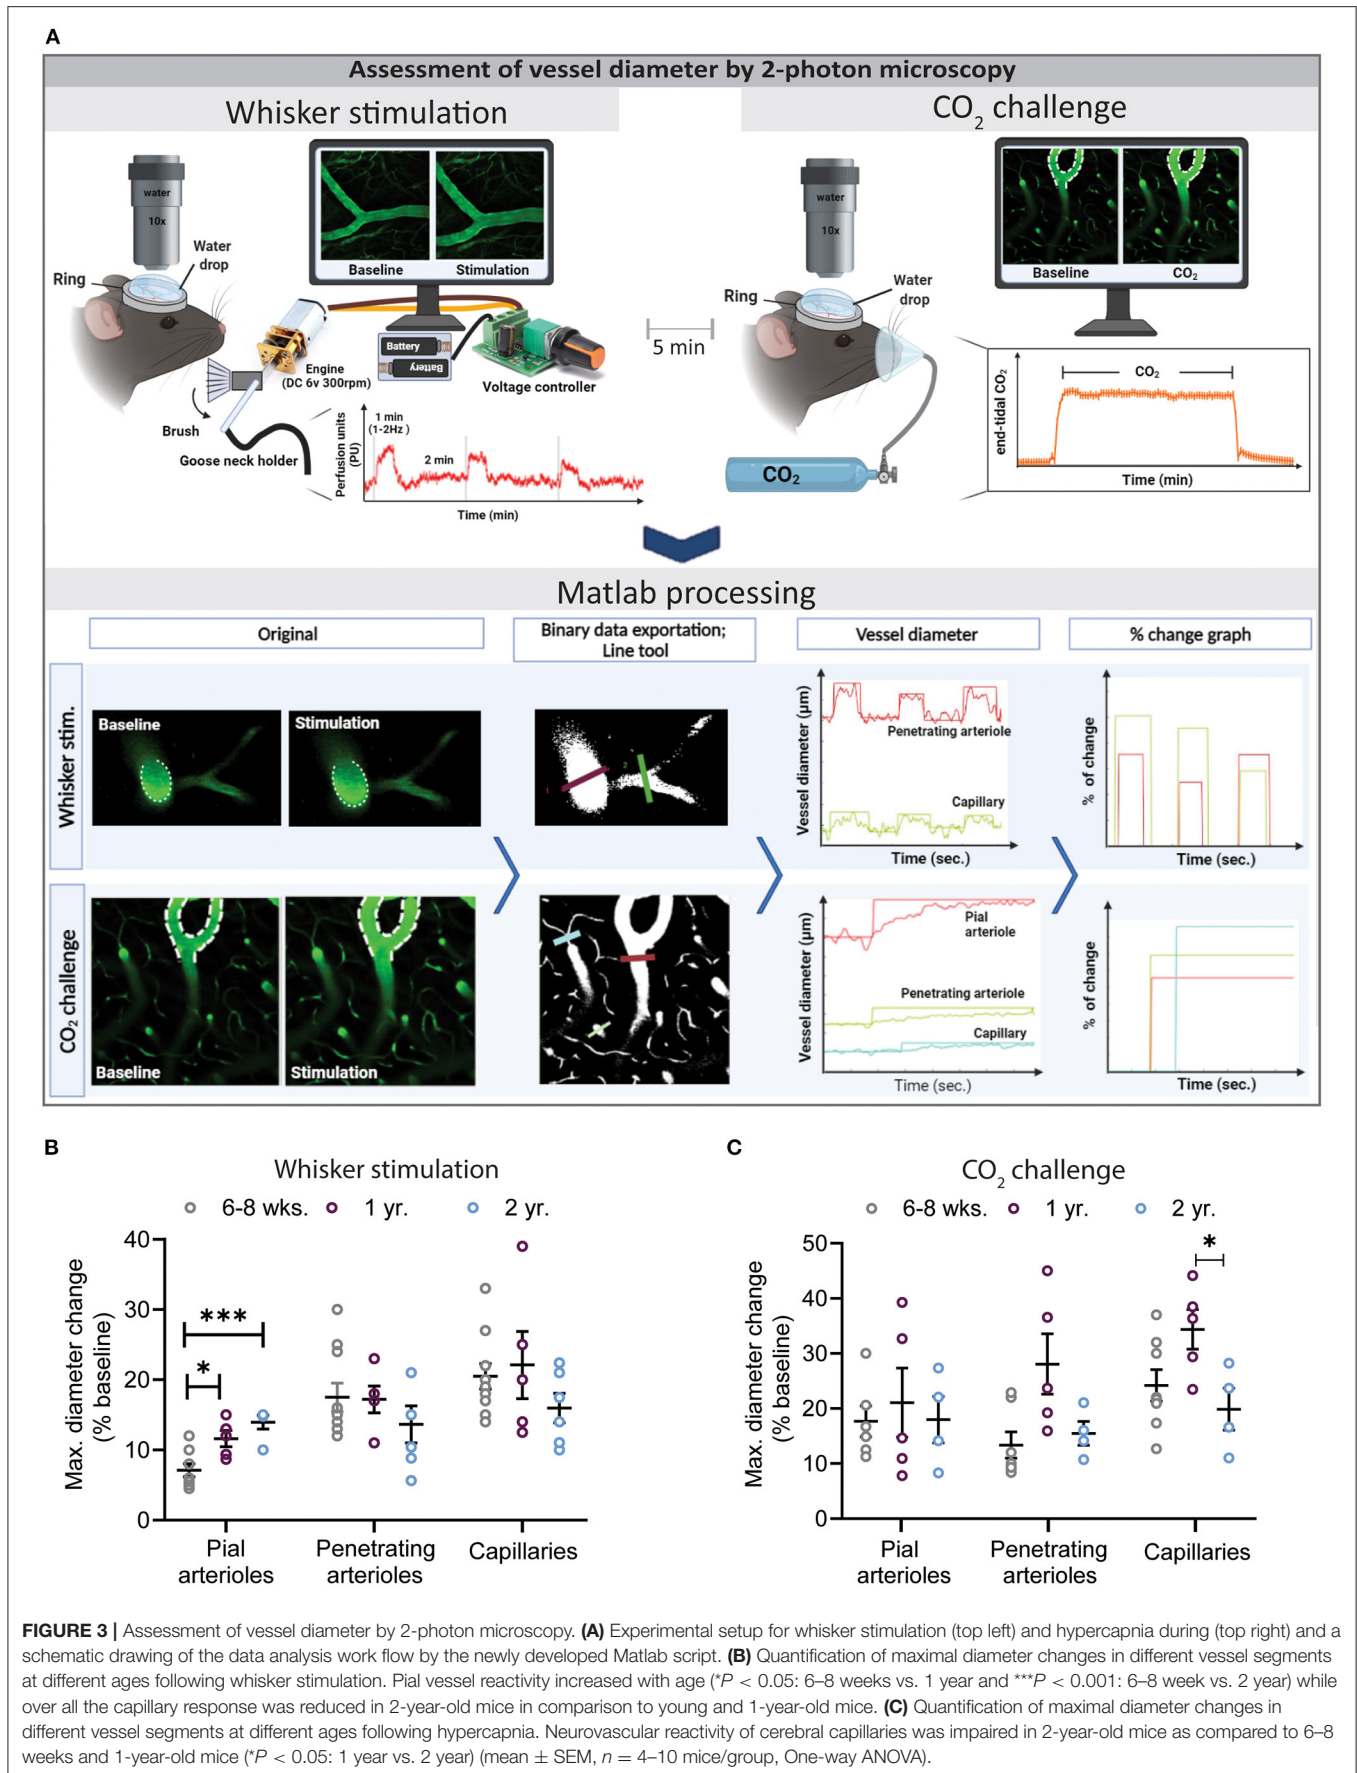 A
Assessment of vessel diameter by 2-photon microscopy
Whisker stimulation
CO2 challenge
water
10x
Water
drop
Ring
Baseline
Stimulation
Engine
(DC 6v 300rpm)
Battery
Battery
Voltage controller
Brush
Goose neck holder
Perfusion units
(PU)
1 min
(1-2Hz )
2 min
Time (min)
5 min
water
10x
Water
drop
Ring
Baseline
CO2
CO2
end-tidal CO2
CO2
Time (min)
Matlab processing
Original
Binary data exportation;
Line tool
Vessel diameter
% change graph
Whisker stim.
Baseline
Stimulation
1
2
Vessel diameter (µm)
Penetrating arteriole
Capillary
Time (sec.)
% of change
Time (sec.)
CO2 challenge
Baseline
Stimulation
Vessel diameter (µm)
Pial
arteriole
Penetrating arteriole
Capillary
Time (sec.)
% of change
Time (sec.)
B
Whisker stimulation
6-8 wks.
1 yr.
2 yr.
Max. diameter change
(% baseline)
40
30
20
10
0
***
*
Pial
arterioles
Penetrating
arterioles
Capillaries
C
CO2 challenge
6-8 wks.
1 yr.
2 yr.
Max. diameter change
(% baseline)
50
40
30
20
10
0
*
Pial
arterioles
Penetrating
arterioles
Capillaries
FIGURE 3 | Assessment of vessel diameter by 2-photon microscopy. (A) Experimental setup for whisker stimulation (top left) and hypercapnia during (top right) and a
schematic drawing of the data analysis work flow by the newly developed Matlab script. (B) Quantification of maximal diameter changes in different vessel segments
at different ages following whisker stimulation. Pial vessel reactivity increased with age (*P < 0.05: 6–8 weeks vs. 1 year and ***P < 0.001: 6–8 week vs. 2 year) while
over all the capillary response was reduced in 2-year-old mice in comparison to young and 1-year-old mice. (C) Quantification of maximal diameter changes in
different vessel segments at different ages following hypercapnia. Neurovascular reactivity of cerebral capillaries was impaired in 2-year-old mice as compared to 6–8
weeks and 1-year-old mice (*P < 0.05: 1 year vs. 2 year) (mean ± SEM, n = 4–10 mice/group, One-way ANOVA).